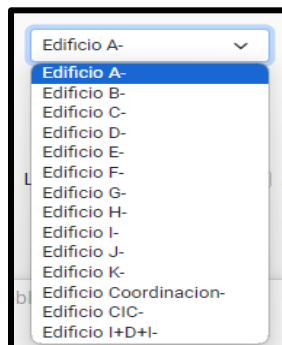 Edificio A-
Edificio A-
Edificio B-
Edificio C-
Edificio D-
Edificio E-
Edificio F-
Edificio G-
Edificio H-
Edificio I-
Edificio J-
Edificio K-
Edificio Coordinacion-
Edificio CIC-
Edificio I+D+I-